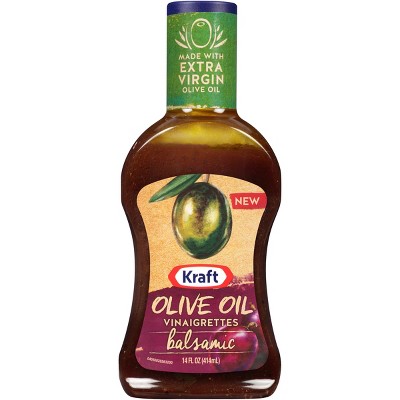 MADE WITH
EXTRA
VIRGIN
OLIVE OIL
NEW
Kraft
OLIVE OIL
VINAIGRETTES
balsamic
14 FL OZ (414mL)